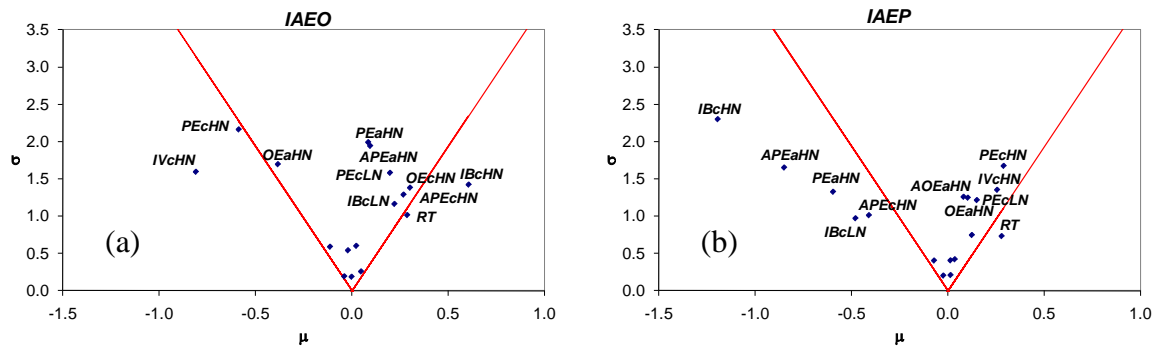 IAEO
3.5
3.0
2.5
2.0
1.5
1.0
0.5
0.0
σ
PEcHN
IVcHN
OEaHN
PEaHN
APEaHN
PEcLN
OEcHN
IBcHN
IBcLN
APEcHN
RT
(a)
-1.5 -1.0 -0.5 0.0 0.5 1.0
μ
IAEP
3.5
3.0
2.5
2.0
1.5
1.0
0.5
0.0
σ
IBcHN
APEaHN
PEaHN
APEcHN
IBcLN
PEcHN
IVcHN
AOEaHN
PEcLN
OEaHN
RT
(b)
-1.5 -1.0 -0.5 0.0 0.5 1.0
μ